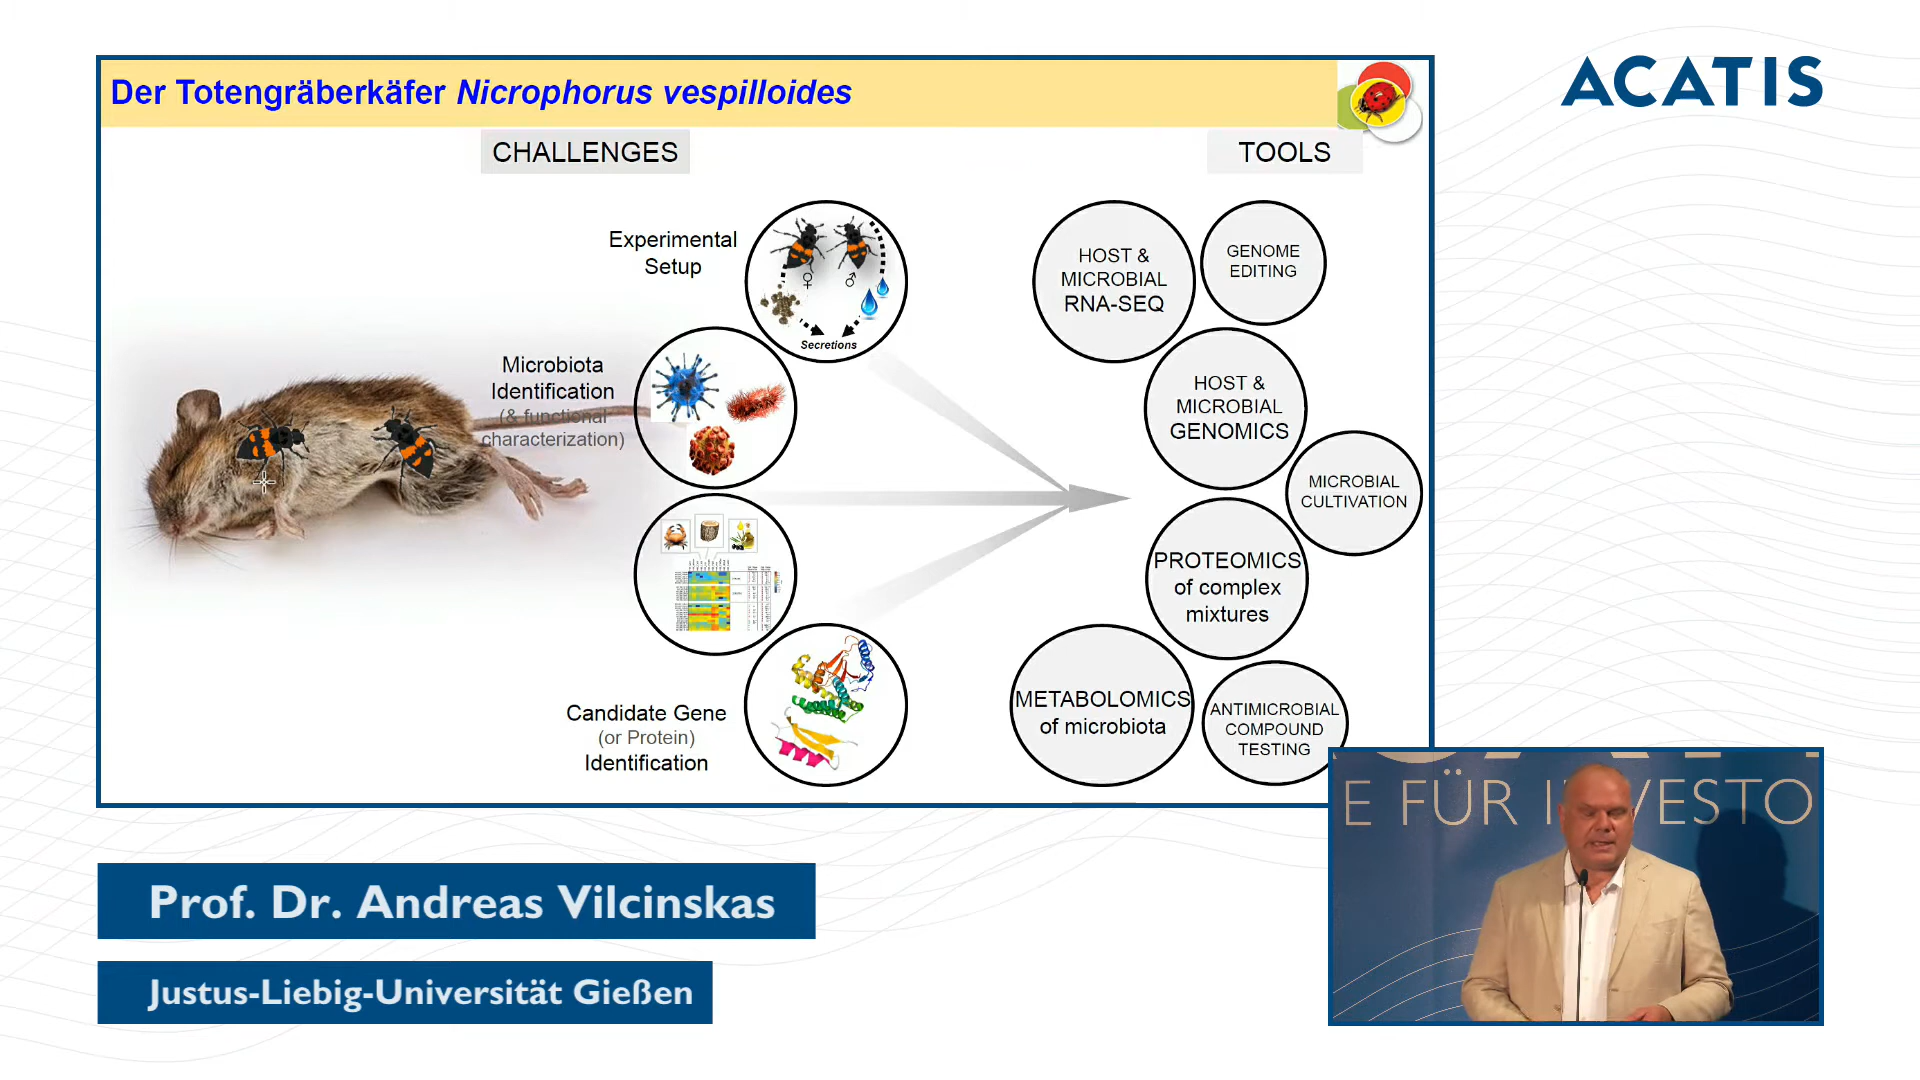 Der Totengräberkäfer Nicrophorus vespilloides
ACATIS
CHALLENGES
TOOLS
Experimental
Setup
♀ ♂
Secretions
Microbiota
Identification
(& functional
characterization)
Candidate Gene
(or Protein)
Identification
HOST &
MICROBIAL
RNA-SEQ
GENOME
EDITING
HOST &
MICROBIAL
GENOMICS
MICROBIAL
CULTIVATION
PROTEOMICS
of complex
mixtures
METABOLOMICS
of microbiota
ANTIMICROBIAL
COMPOUND
TESTING
E FÜR I VESTO
Prof. Dr. Andreas Vilcinskas
Justus-Liebig-Universität Gießen